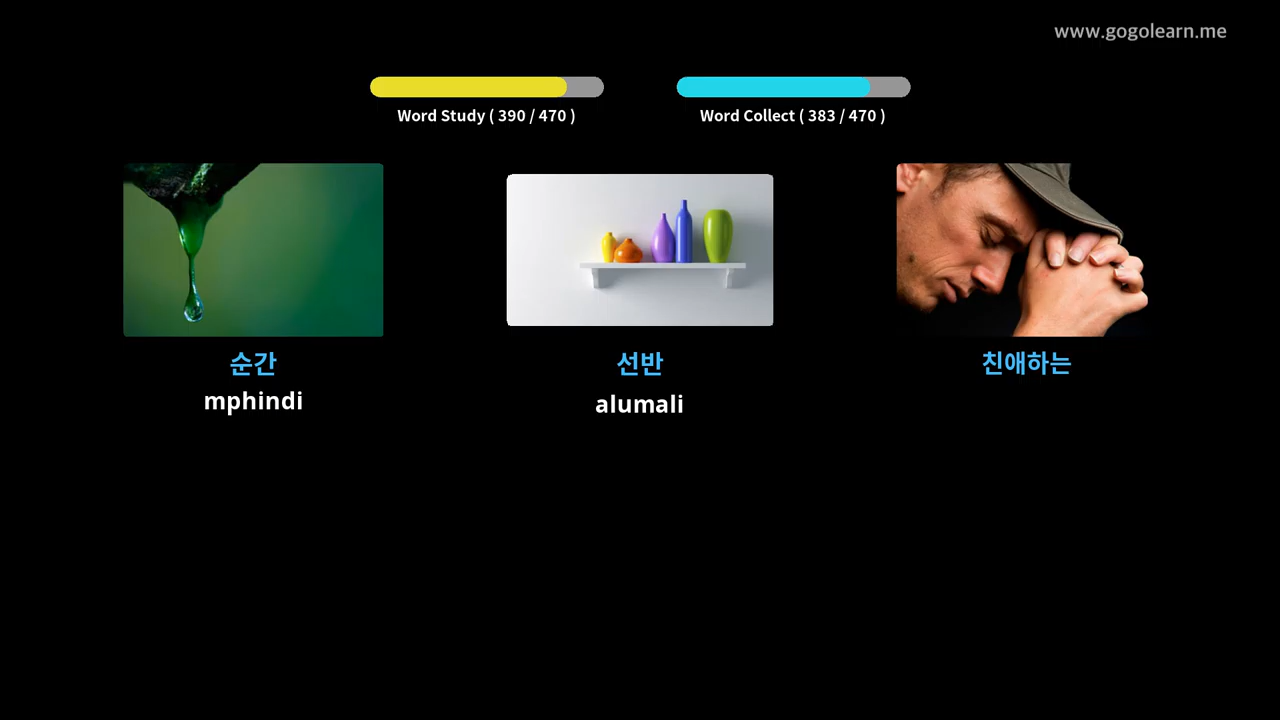 www.gogolearn.me
Word Study ( 390 / 470 )
Word Collect ( 383 / 470 )
순간
선반
친애하는
mphindi
alumali